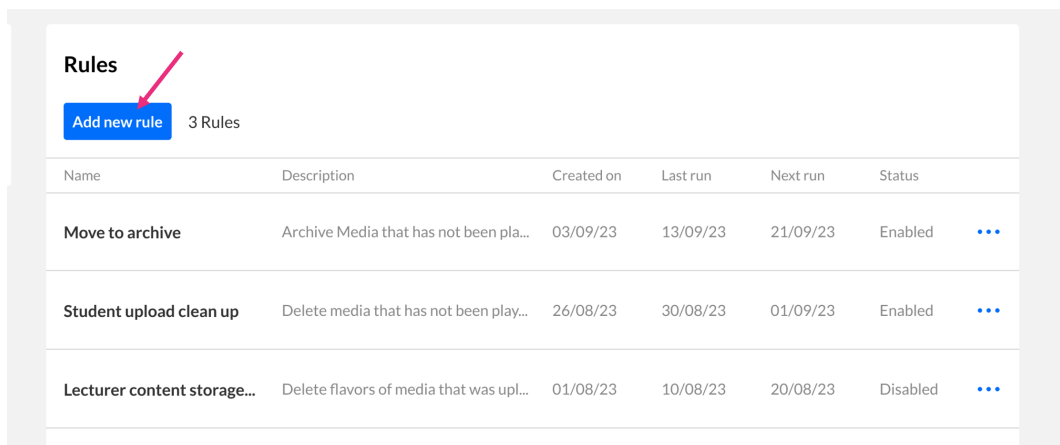 Rules
Add new rule 3 Rules
Name Description Created on Last run Next run Status
Move to archive Archive Media that has not been pla... 03/09/23 13/09/23 21/09/23 Enabled
Student upload clean up Delete media that has not been play... 26/08/23 30/08/23 01/09/23 Enabled
Lecturer content storage... Delete flavors of media that was upl... 01/08/23 10/08/23 20/08/23 Disabled